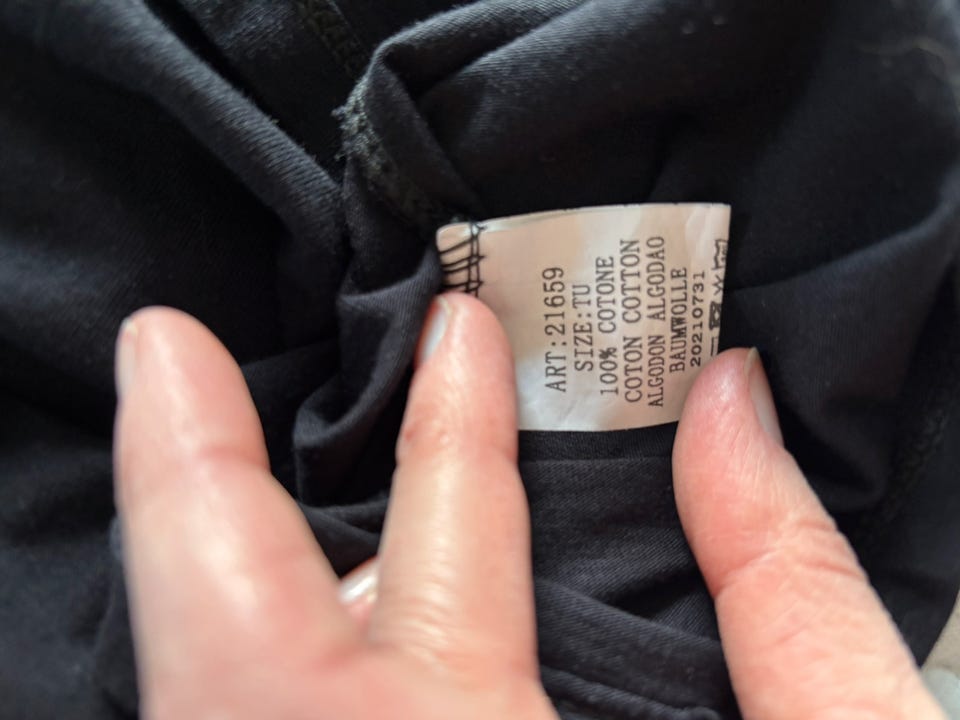 ART:21659
SIZE:TU
100% COTONE
COTON COTTON
ALGODON ALGODAO
BAUMWOLLE
20210731